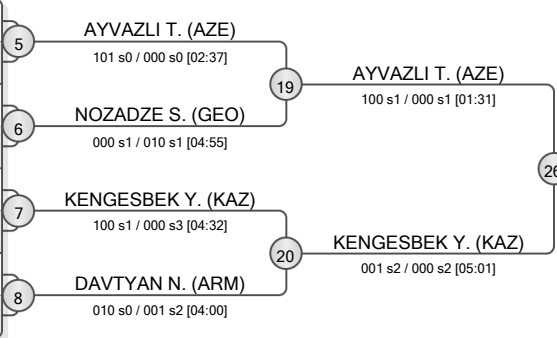 AYVAZLI T. (AZE)
5
101 s0 / 000 s0 [02:37]
19
AYVAZLI T. (AZE)
100 s1 / 000 s1 [01:31]
NOZADZE S. (GEO)
6
000 s1 / 010 s1 [04:55]
26
KENGESBEK Y. (KAZ)
7
100 s1 / 000 s3 [04:32]
20
KENGESBEK Y. (KAZ)
001 s2 / 000 s2 [05:01]
DAVTYAN N. (ARM)
8
010 s0 / 001 s2 [04:00]